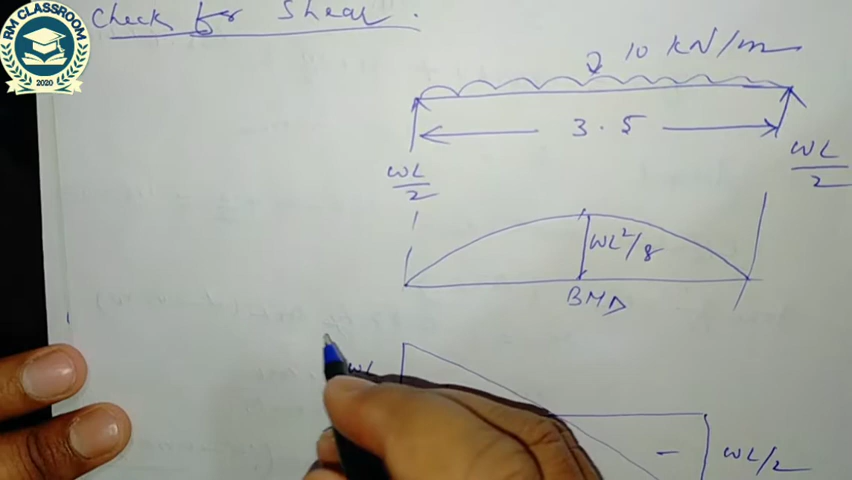 RM CLASSROOM
2020
Check for Shear.
10 kN/m
3.5
WL/2
WL/2
WL²/8
BMD
WL
- WL/2